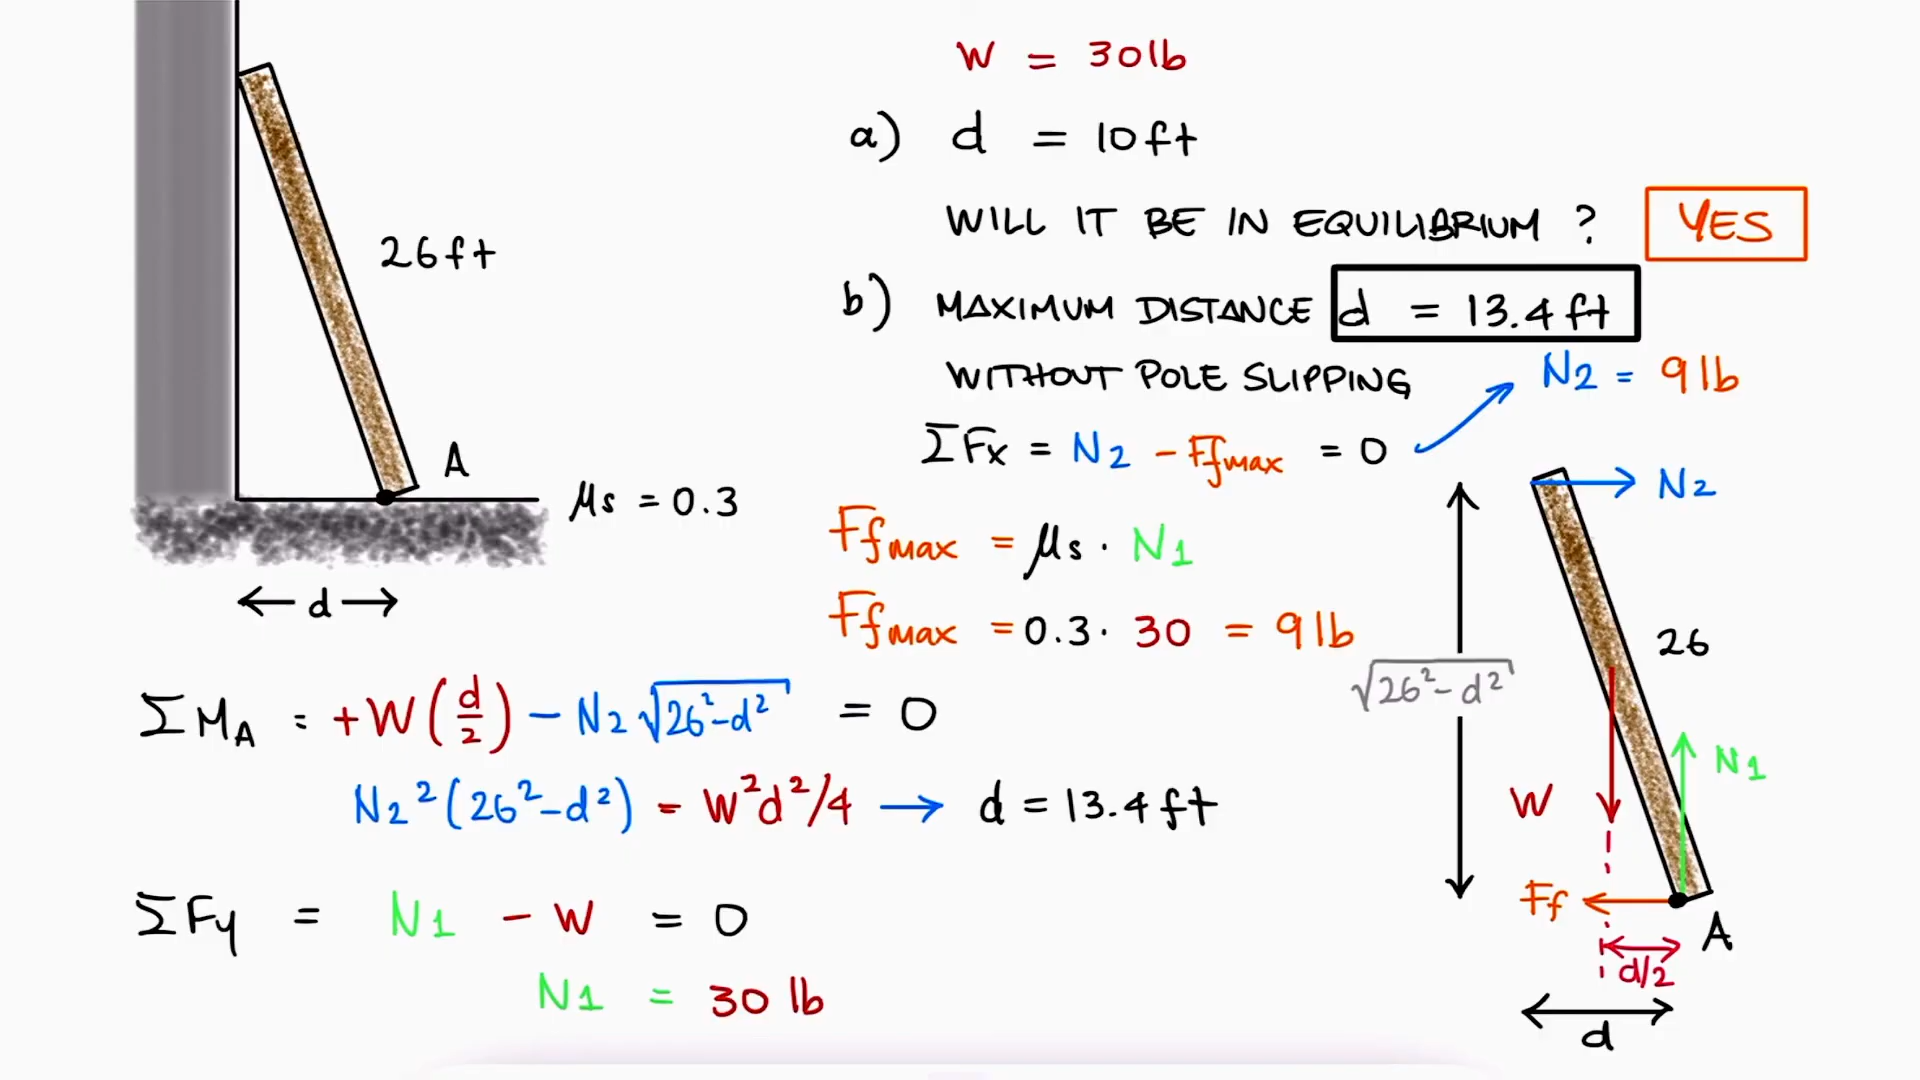 W = 30lb
a) d = 10ft
WILL IT BE IN EQUILIBRIUM ? YES
b) MAXIMUM DISTANCE d = 13.4 ft
WITHOUT POLE SLIPPING
N2 = 9lb
ΣFx = N2 - Ffmax = 0
Ffmax = μs · N1
Ffmax = 0.3 · 30 = 9lb
26ft
A
μs = 0.3
d
ΣMA = +W(d/2) - N2√26²-d² = 0
N2²(26²-d²) = W²d²/4 → d = 13.4 ft
ΣFy = N1 - W = 0
N1 = 30 lb
N2
26
√26²-d²
N1
W
Ff
A
d/2
d